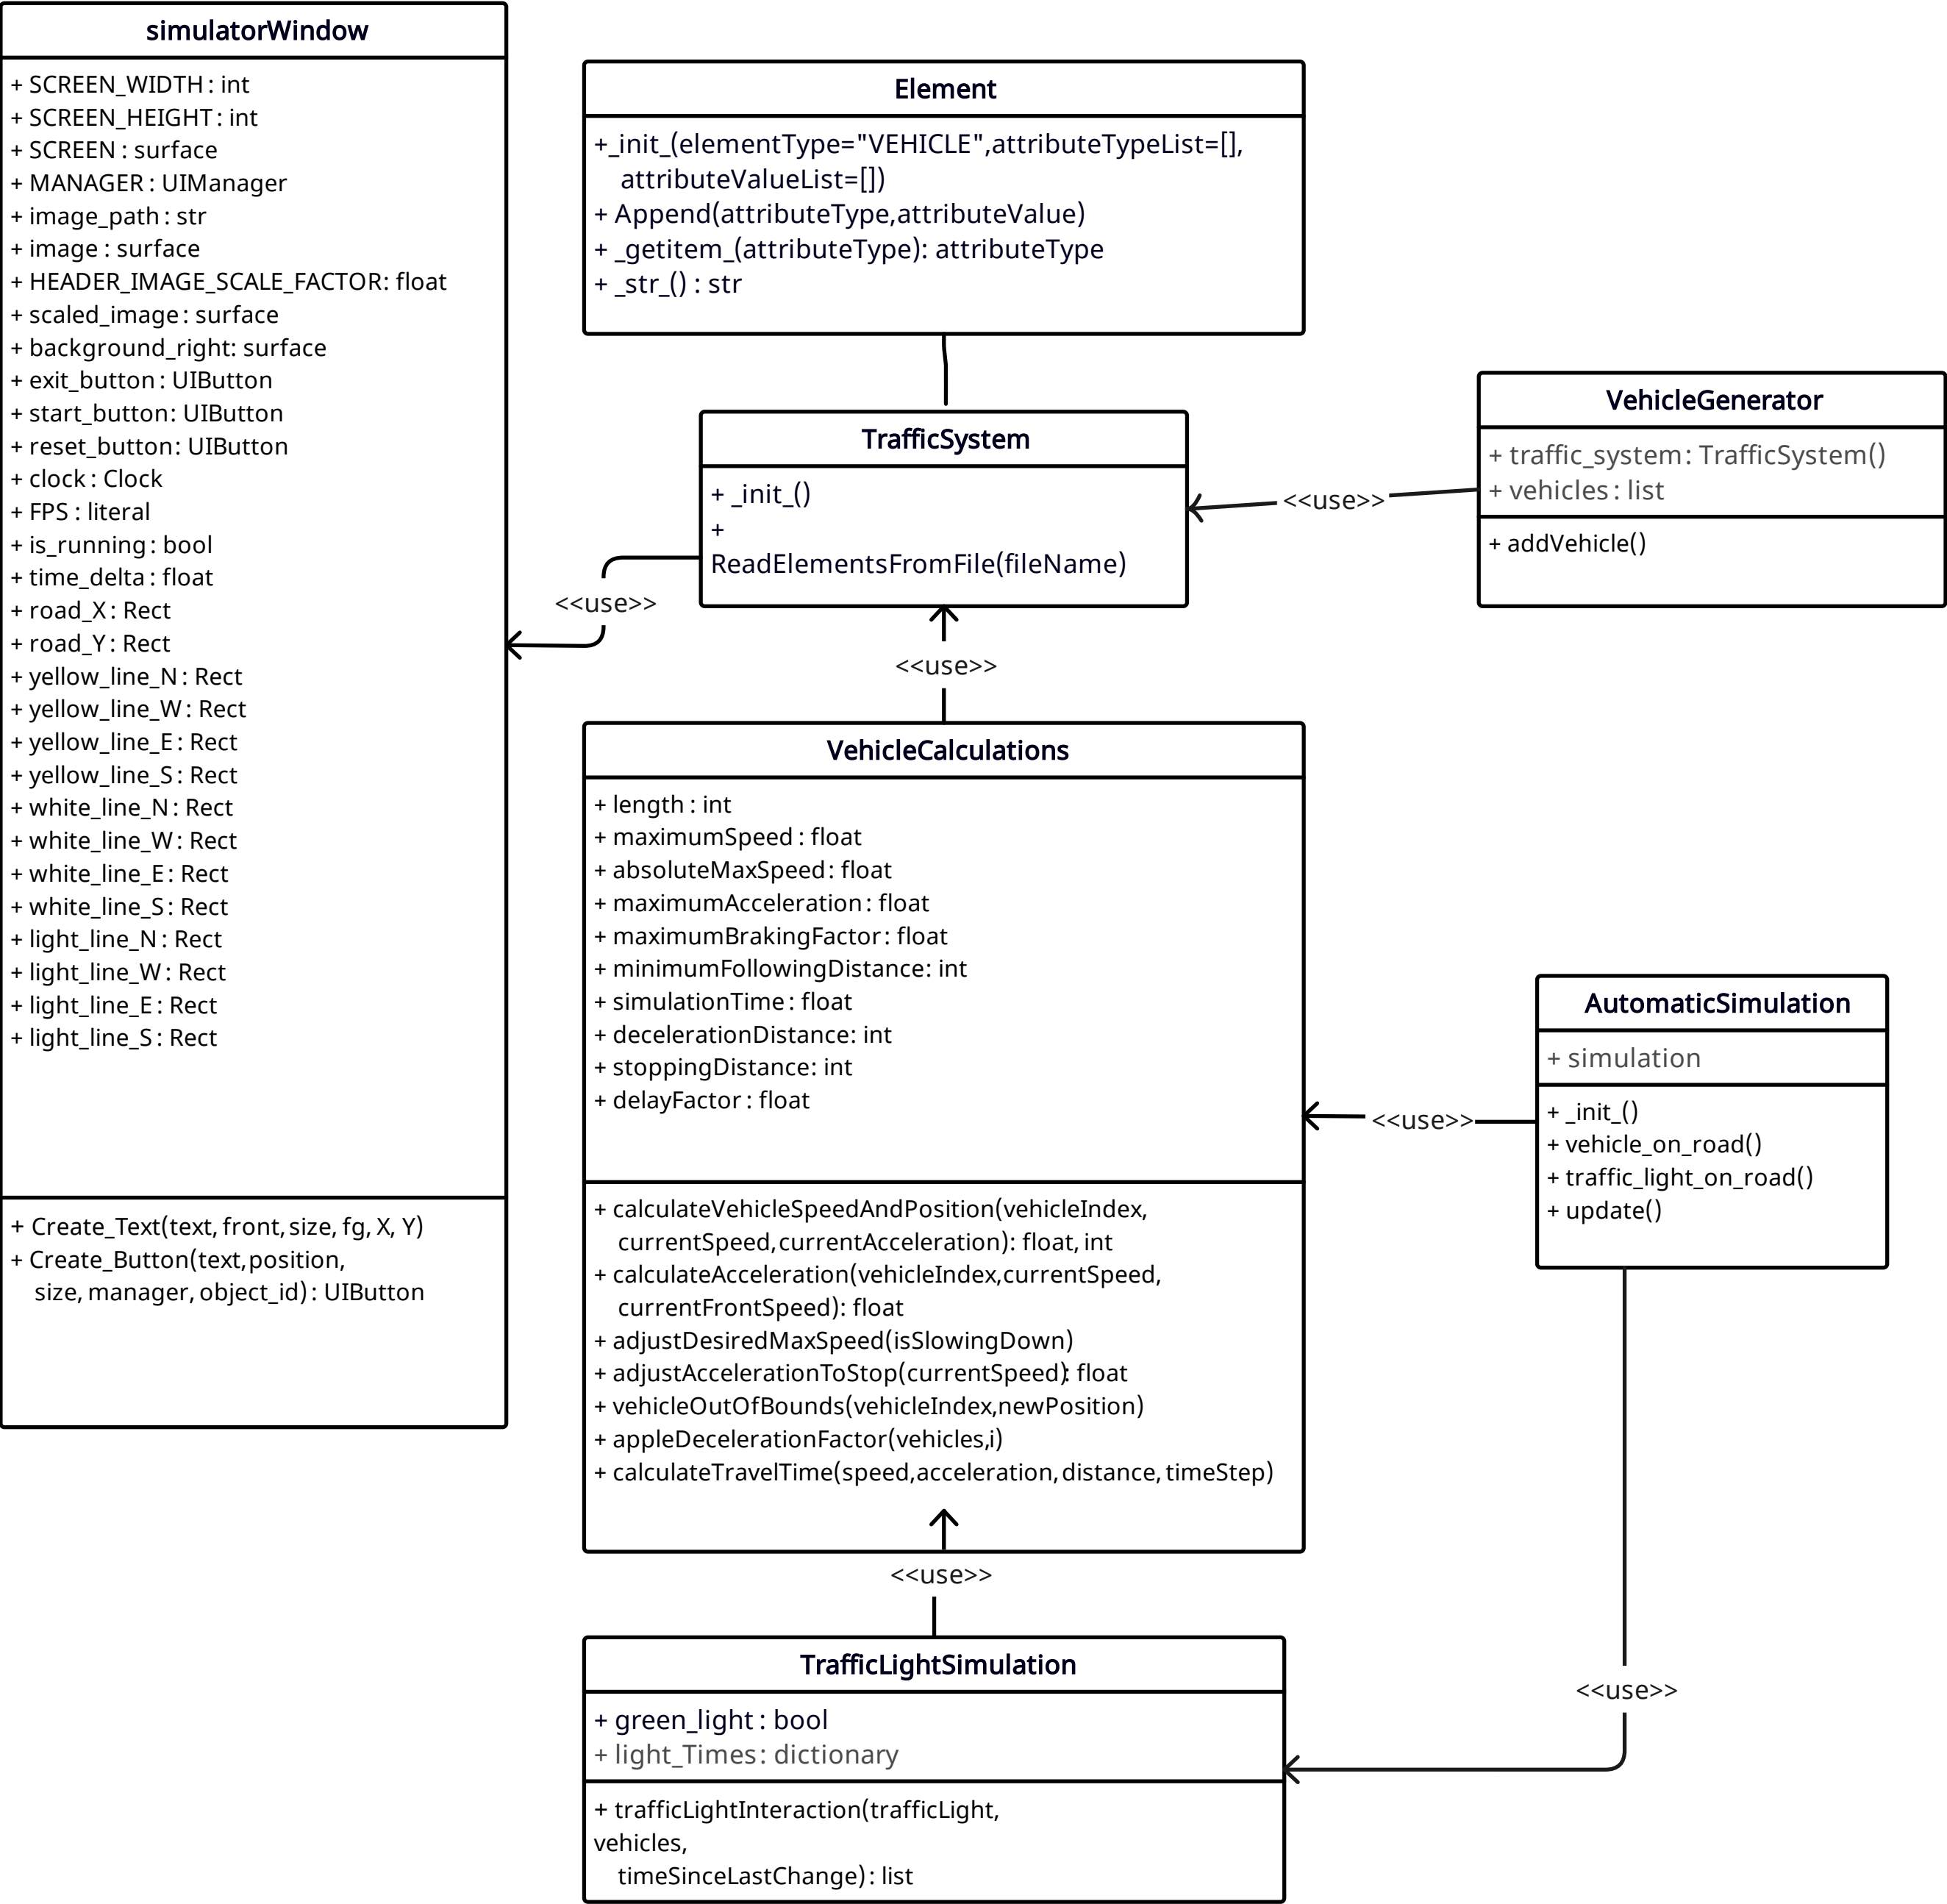 simulatorWindow
+ SCREEN_WIDTH : int
+ SCREEN_HEIGHT : int
+ SCREEN : surface
+ MANAGER : UIManager
+ image_path : str
+ image : surface
+ HEADER_IMAGE_SCALE_FACTOR: float
+ scaled_image : surface
+ background_right: surface
+ exit_button : UIButton
+ start_button : UIButton
+ reset_button : UIButton
+ clock : Clock
+ FPS : literal
+ is_running : bool
+ time_delta : float
+ road_X : Rect
+ road_Y : Rect
+ yellow_line_N : Rect
+ yellow_line_W : Rect
+ yellow_line_E : Rect
+ yellow_line_S : Rect
+ white_line_N : Rect
+ white_line_W : Rect
+ white_line_E : Rect
+ white_line_S : Rect
+ light_line_N : Rect
+ light_line_W : Rect
+ light_line_E : Rect
+ light_line_S : Rect
+ Create_Text(text, front, size, fg, X, Y)
+ Create_Button(text,position,
size, manager, object_id) : UIButton
Element
+_init_(elementType="VEHICLE",attributeTypeList=[],
attributeValueList=[])
+ Append(attributeType,attributeValue)
+ _getitem_(attributeType): attributeType
+ _str_() : str
TrafficSystem
+ _init_()
+
ReadElementsFromFile(fileName)
<<use>>
<<use>>
VehicleGenerator
+ traffic_system : TrafficSystem()
+ vehicles : list
+ addVehicle()
<<use>>
VehicleCalculations
+ length : int
+ maximumSpeed : float
+ absoluteMaxSpeed : float
+ maximumAcceleration : float
+ maximumBrakingFactor : float
+ minimumFollowingDistance : int
+ simulationTime : float
+ decelerationDistance: int
+ stoppingDistance: int
+ delayFactor : float
+ calculateVehicleSpeedAndPosition(vehicleIndex,
currentSpeed,currentAcceleration) : float, int
+ calculateAcceleration(vehicleIndex,currentSpeed,
currentFrontSpeed) : float
+ adjustDesiredMaxSpeed(isSlowingDown)
+ adjustAccelerationToStop(currentSpeed): float
+ vehicleOutOfBounds(vehicleIndex,newPosition)
+ appleDecelerationFactor(vehicles,i)
+ calculateTravelTime(speed,acceleration, distance, timeStep)
<<use>>
AutomaticSimulation
+ simulation
+ _init_()
+ vehicle_on_road()
+ traffic_light_on_road()
+ update()
<<use>>
<<use>>
TrafficLightSimulation
+ green_light : bool
+ light_Times : dictionary
+ trafficLightInteraction(trafficLight,
vehicles,
timeSinceLastChange) : list